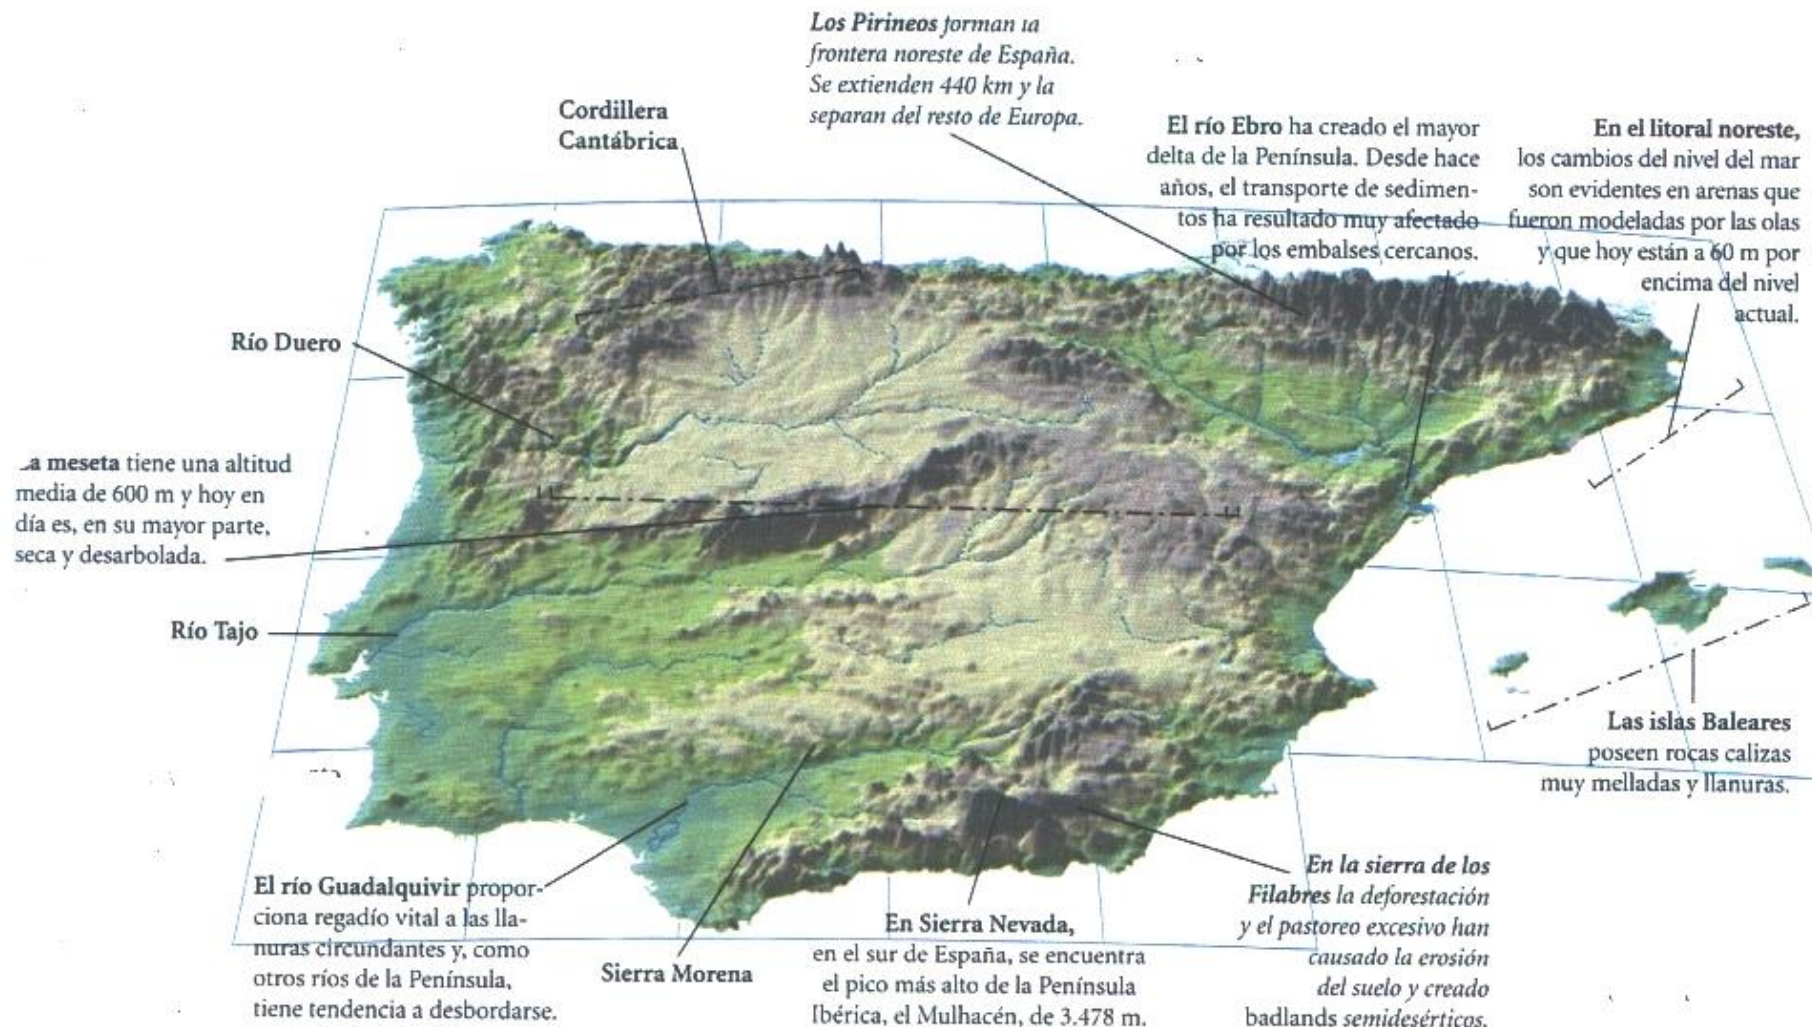 Los Pirineos forman la
frontera noreste de España.
Se extienden 440 km y la
separan del resto de Europa.
Cordillera
Cantábrica
El río Ebro ha creado el mayor
delta de la Península. Desde hace
años, el transporte de sedimen-
tos ha resultado muy afectado
por los embalses cercanos.
En el litoral noreste,
los cambios del nivel del mar
son evidentes en arenas que
fueron modeladas por las olas
y que hoy están a 60 m por
encima del nivel
actual.
Río Duero
La meseta tiene una altitud
media de 600 m y hoy en
día es, en su mayor parte,
seca y desarbolada.
Río Tajo
Las islas Baleares
poseen rocas calizas
muy melladas y llanuras.
El río Guadalquivir propor-
ciona regadío vital a las lla-
nuras circundantes y, como
otros ríos de la Península,
tiene tendencia a desbordarse.
Sierra Morena
En Sierra Nevada,
en el sur de España, se encuentra
el pico más alto de la Península
Ibérica, el Mulhacén, de 3.478 m.
En la sierra de los
Filabres la deforestación
y el pastoreo excesivo han
causado la erosión
del suelo y creado
badlands semidesérticos.